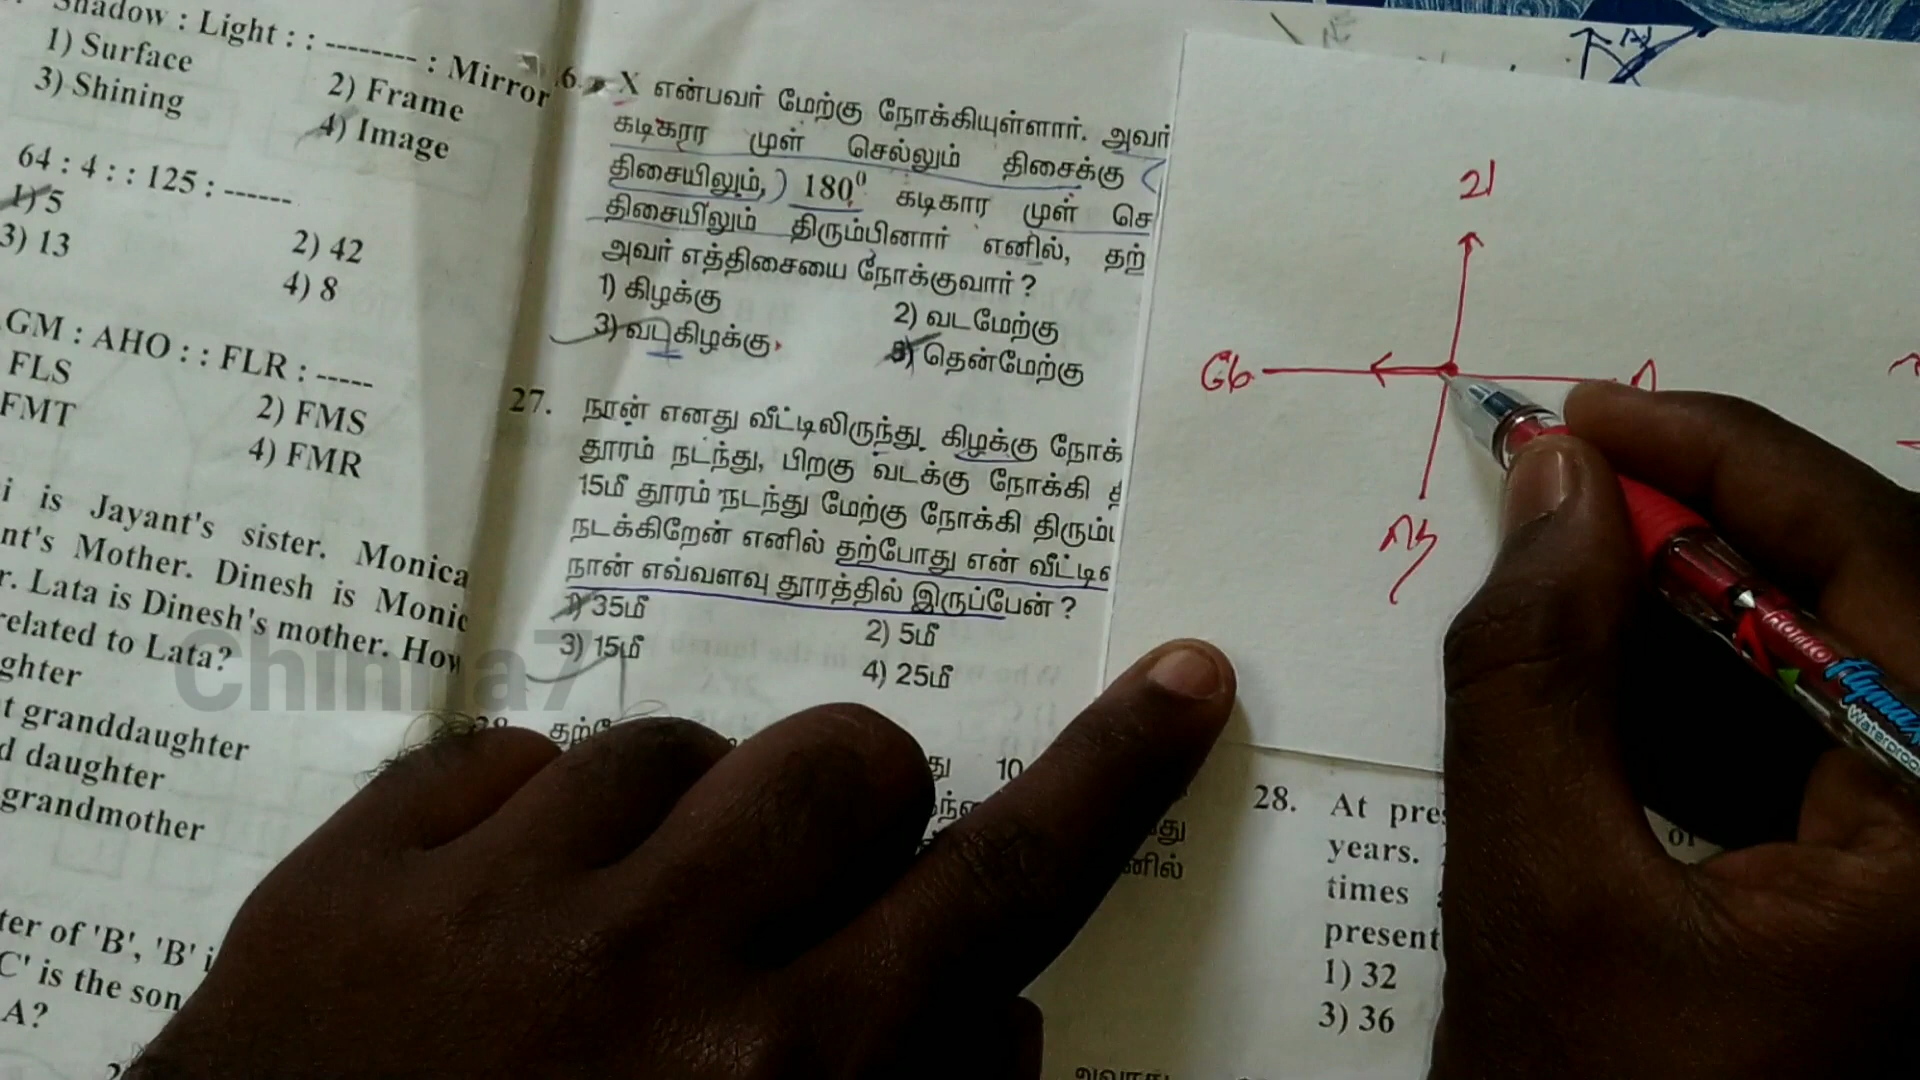 Shadow : Light : : -------- : Mirror
1) Surface
2) Frame
3) Shining
4) Image
64 : 4 : : 125 : ------
1) 5
2) 42
3) 13
4) 8
GM : AHO : : FLR : -----
FLS
2) FMS
FMT
4) FMR
i is Jayant's sister. Monica
nt's Mother. Dinesh is Monic
r. Lata is Dinesh's mother. How
related to Lata?
ghter
t granddaughter
d daughter
grandmother
ter of 'B', 'B' i
C' is the son
A?
6. X என்பவர் மேற்கு நோக்கியுள்ளார். அவர்
கடிகார முள் செல்லும் திசைக்கு
திசையிலும், 180⁰ கடிகார முள் செ
திசையிலும் திரும்பினார் எனில், தற்
அவர் எத்திசையை நோக்குவார் ?
1) கிழக்கு
2) வடமேற்கு
3) வடகிழக்கு
தென்மேற்கு
27. நான் எனது வீட்டிலிருந்து கிழக்கு நோக்
தூரம் நடந்து, பிறகு வடக்கு நோக்கி
15மீ தூரம் நடந்து மேற்கு நோக்கி திரும்ப
நடக்கிறேன் எனில் தற்போது என் வீட்டி
நான் எவ்வளவு தூரத்தில் இருப்பேன் ?
1) 35மீ
2) 5மீ
3) 15மீ
4) 25மீ
து 10
னில்
Chinna7
28. At pres
years.
times
present
1) 32
3) 36
வ
மே
தெ